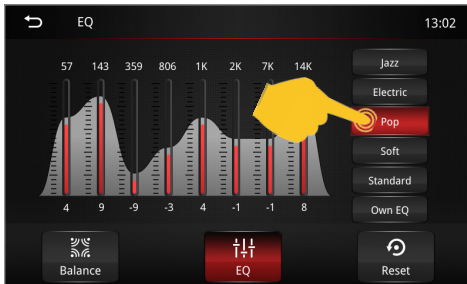 EQ 13:02
57 143 359 806 1K 2K 7K 14K
Jazz
Electric
Pop
Soft
Standard
Own EQ
4 9 -9 -3 4 -1 -1 8
Balance EQ Reset